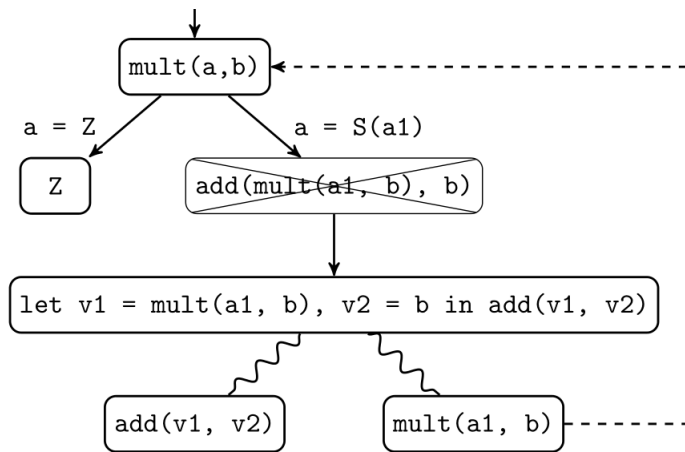 mult(a,b)
a = Z
a = S(a1)
Z
add(mult(a1, b), b)
let v1 = mult(a1, b), v2 = b in add(v1, v2)
add(v1, v2)
mult(a1, b)